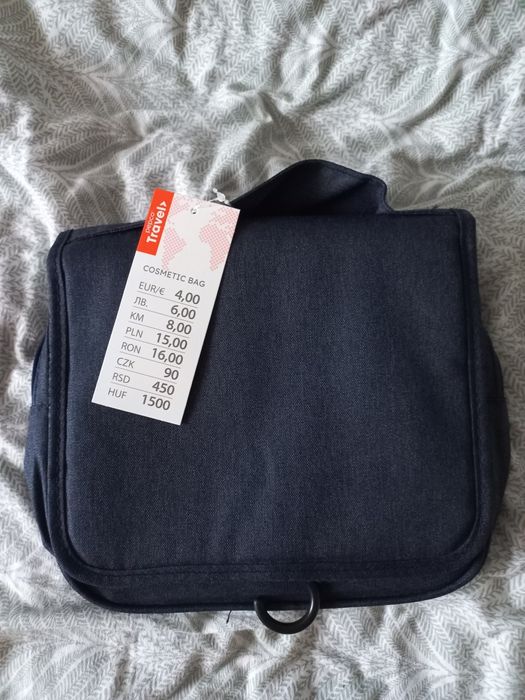 pepco
Travel
COSMETIC BAG
EUR/€ 4,00
ЛВ. 6,00
KM 8,00
PLN 15,00
RON 16,00
CZK 90
RSD 450
HUF 1500